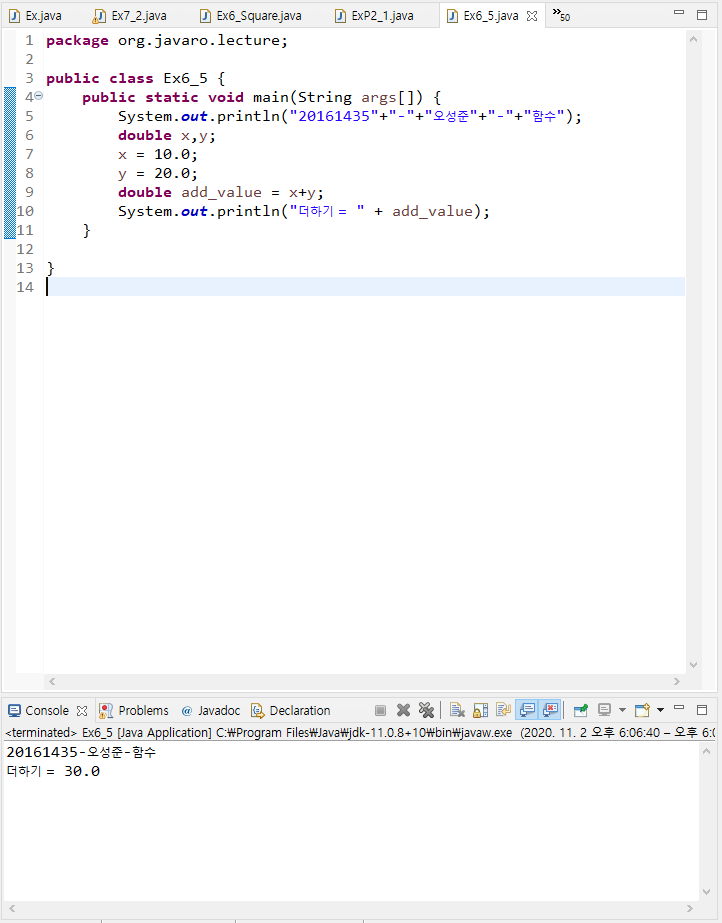 Ex.java Ex7_2.java Ex6_Square.java ExP2_1.java Ex6_5.java »50
1 package org.javaro.lecture;
2
3 public class Ex6_5 {
4 public static void main(String args[]) {
5 System.out.println("20161435"+"-"+"오성준"+"-"+"함수");
6 double x,y;
7 x = 10.0;
8 y = 20.0;
9 double add_value = x+y;
10 System.out.println("더하기 = " + add_value);
11 }
12
13 }
14
Console Problems @ Javadoc Declaration
<terminated> Ex6_5 [Java Application] C:₩Program Files₩Java₩jdk-11.0.8+10₩bin₩javaw.exe (2020. 11. 2 오후 6:06:40 – 오후 6:0
20161435-오성준-함수
더하기 = 30.0